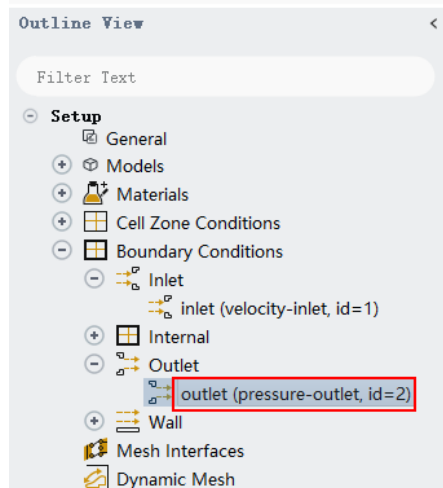 Outline View
Filter Text
Setup
General
Models
Materials
Cell Zone Conditions
Boundary Conditions
Inlet
inlet (velocity-inlet, id=1)
Internal
Outlet
outlet (pressure-outlet, id=2)
Wall
Mesh Interfaces
Dynamic Mesh